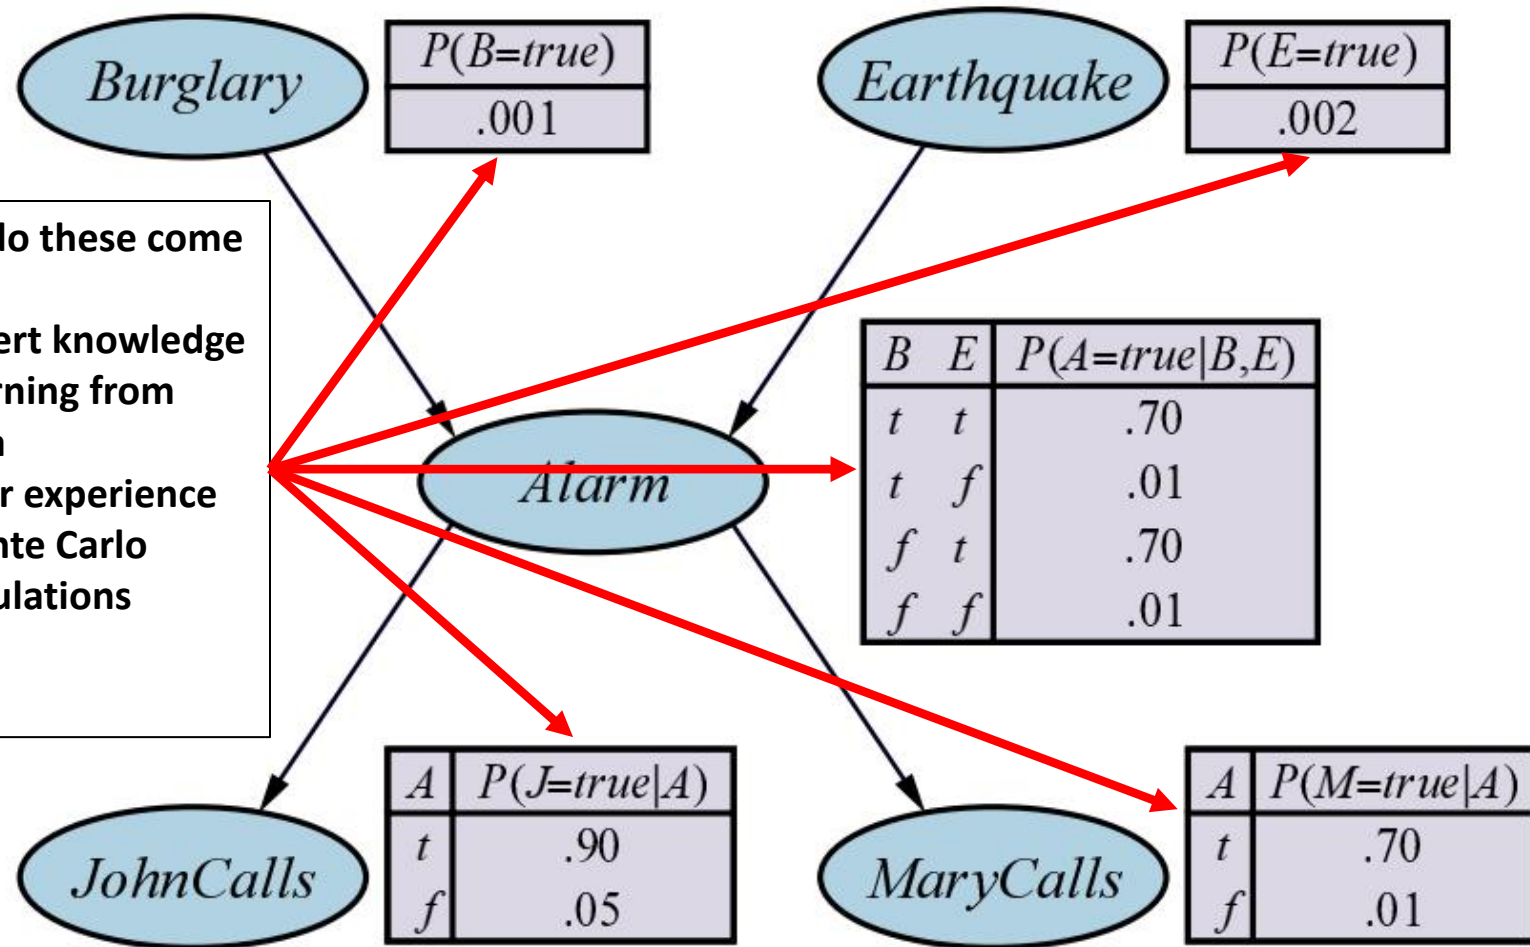 Burglary
P(B=true)
.001
Earthquake
P(E=true)
.002
do these come
ert knowledge
rning from
r experience
nte Carlo
ulations
Alarm
B E P(A=true|B,E)
t t .70
t f .01
f t .70
f f .01
JohnCalls
A P(J=true|A)
t .90
f .05
MaryCalls
A P(M=true|A)
t .70
f .01